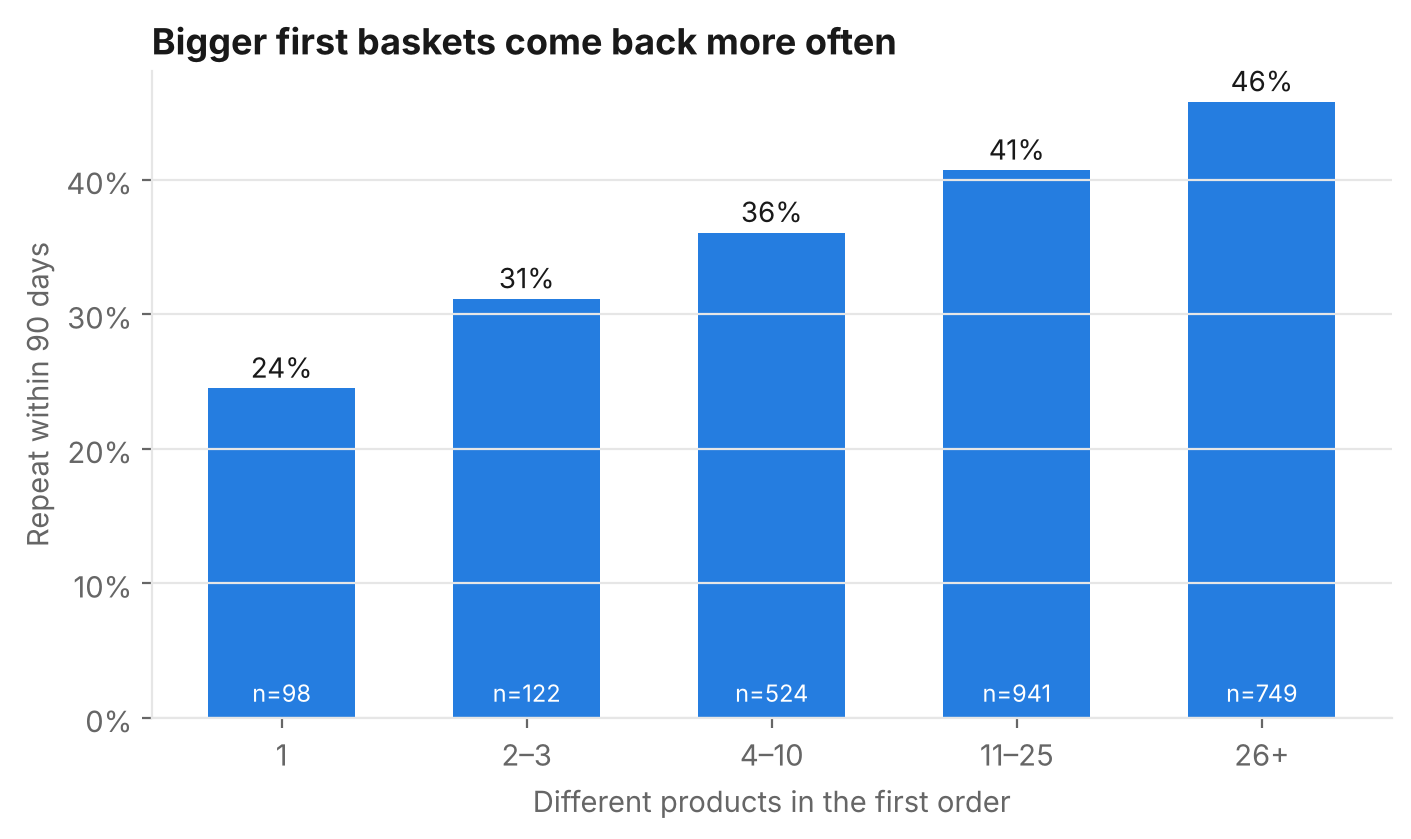 Bigger first baskets come back more often
46%
41%
40%
36%
31%
30%
24%
20%
10%
0%
Repeat within 90 days
n=98
n=122
n=524
n=941
n=749
1
2–3
4–10
11–25
26+
Different products in the first order